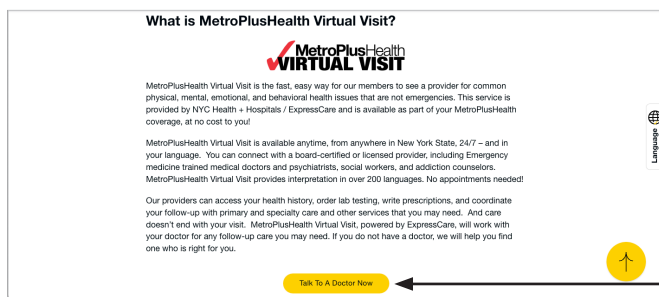 What is MetroPlusHealth Virtual Visit?
MetroPlusHealth
VIRTUAL VISIT
MetroPlusHealth Virtual Visit is the fast, easy way for our members to see a provider for common
physical, mental, emotional, and behavioral health issues that are not emergencies. This service is
provided by NYC Health + Hospitals / ExpressCare and is available as part of your MetroPlusHealth
coverage, at no cost to you!
MetroPlusHealth Virtual Visit is available anytime, from anywhere in New York State, 24/7 – and in
your language. You can connect with a board-certified or licensed provider, including Emergency
medicine trained medical doctors and psychiatrists, social workers, and addiction counselors.
MetroPlusHealth Virtual Visit provides interpretation in over 200 languages. No appointments needed!
Our providers can access your health history, order lab testing, write prescriptions, and coordinate
your follow-up with primary and specialty care and other services that you may need. And care
doesn't end with your visit. MetroPlusHealth Virtual Visit, powered by ExpressCare, will work with
your doctor for any follow-up care you may need. If you do not have a doctor, we will help you find
one who is right for you.
Talk To A Doctor Now
Language